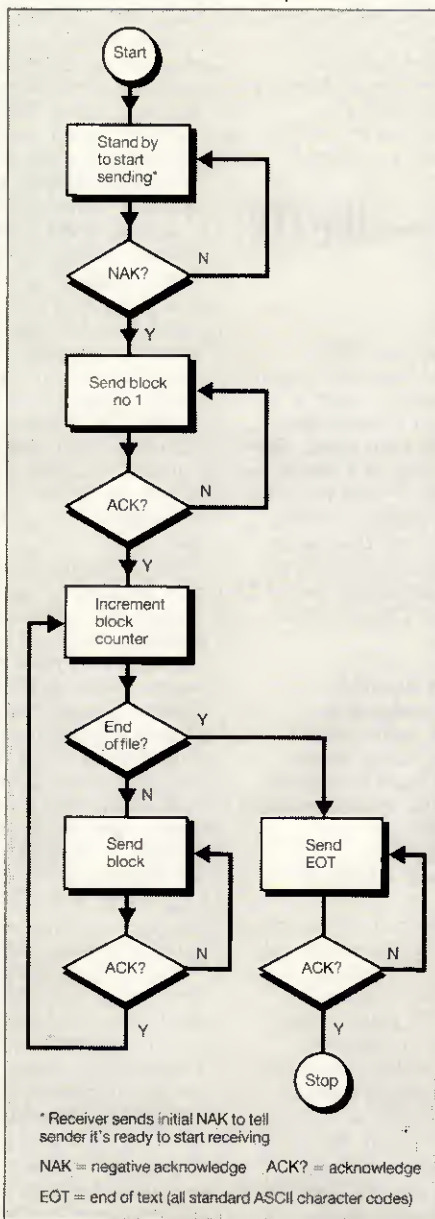 Start
Stand by
to start
sending*
N
NAK?
Y
Send block
no 1
N
ACK?
Y
Increment
block
counter
End
of file?
Y
N
Send
block
Send
EOT
N
ACK?
Y
N
ACK?
Y
Stop
* Receiver sends initial NAK to tell
sender it's ready to start receiving
NAK = negative acknowledge ACK? = acknowledge
EOT = end of text (all standard ASCII character codes)